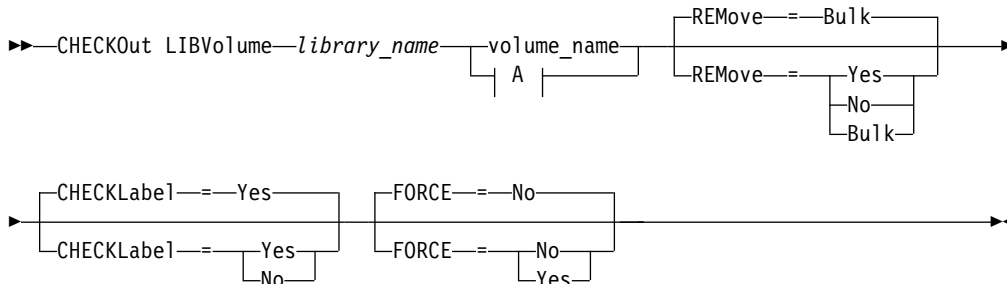 REMove = Bulk
CHECKOut LIBVolume library_name volume_name
A
REMove = Yes
No
Bulk
CHECKLabel = Yes FORCE = No
CHECKLabel = Yes FORCE = No
No Yes